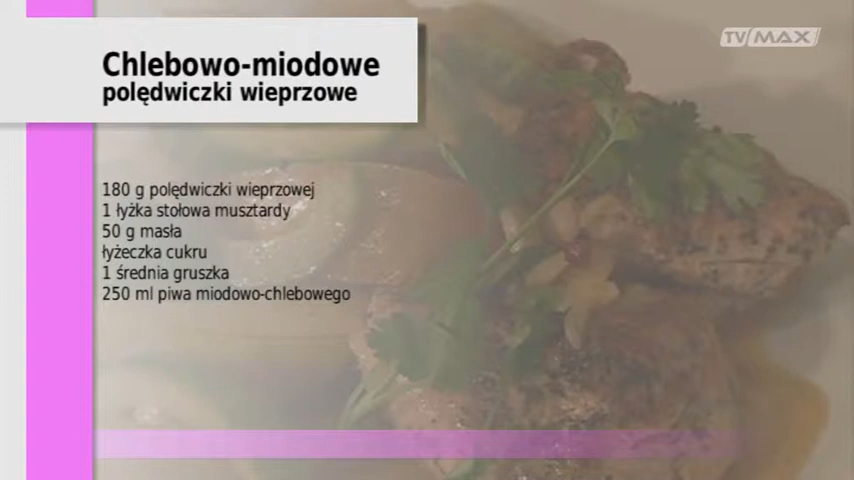 TV MAX
Chlebowo-miodowe
polędwiczki wieprzowe
180 g polędwiczki wieprzowej
1 łyżka stołowa musztardy
50 g masła
łyżeczka cukru
1 średnia gruszka
250 ml piwa miodowo-chlebowego